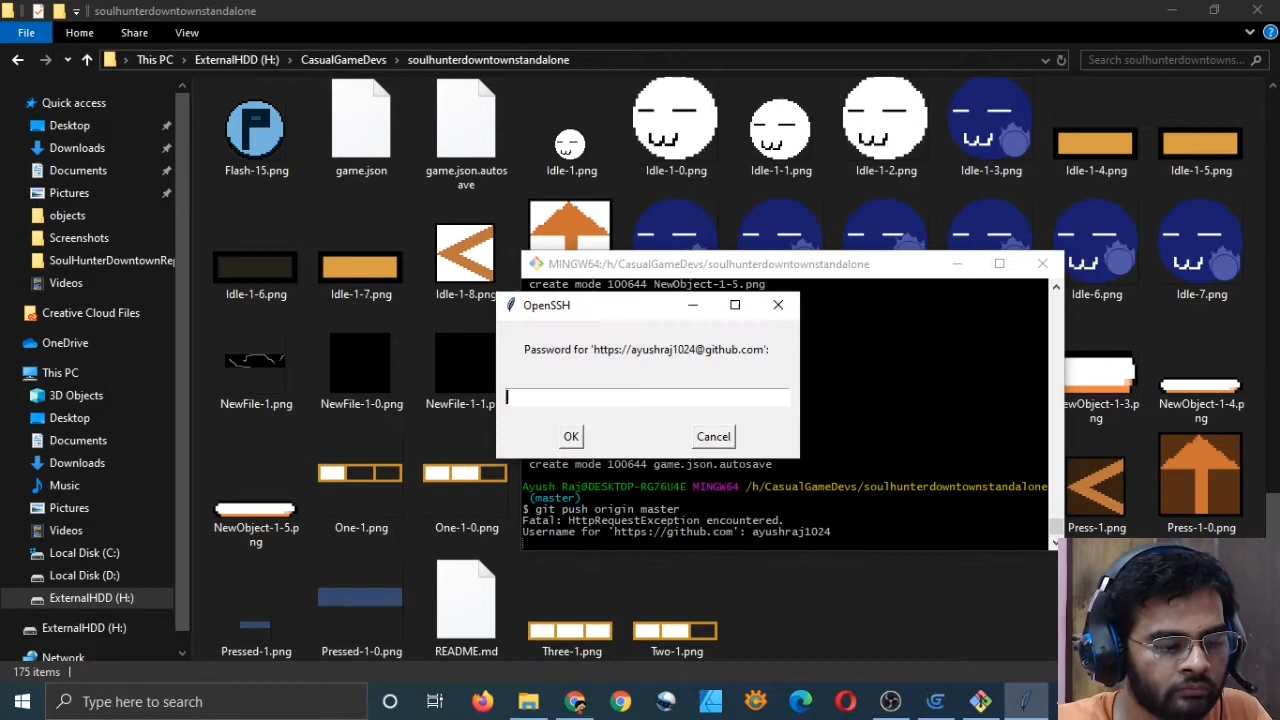 soulhunterdowntownstandalone
File Home Share View
This PC ExternalHDD (H:) CasualGameDevs soulhunterdowntownstandalone Search soulhunterdowntowns...
Quick access
Desktop
Downloads
Documents
Pictures
objects
Screenshots
SoulHunterDowntownRep
Videos
Creative Cloud Files
OneDrive
This PC
3D Objects
Desktop
Documents
Downloads
Music
Pictures
Videos
Local Disk (C:)
Local Disk (D:)
ExternalHDD (H:)
ExternalHDD (H:)
Network
Flash-15.png game.json game.json.autos
ave
Idle-1.png Idle-1-0.png Idle-1-1.png Idle-1-2.png Idle-1-3.png Idle-1-4.png Idle-1-5.png
Idle-1-6.png Idle-1-7.png Idle-1-8.png Idle-6.png Idle-7.png
NewFile-1.png NewFile-1-0.png NewFile-1-1.p ewObject-1-3.p
ng
NewObject-1-4.p
ng
NewObject-1-5.p
ng
One-1.png One-1-0.png Press-1.png Press-1-0.png
Pressed-1.png Pressed-1-0.png README.md Three-1.png Two-1.png
MINGW64:/h/CasualGameDevs/soulhunterdowntownstandalone
create mode 100644 NewObject-1-5.png
OpenSSH
Password for 'https://ayushraj1024@github.com':
OK Cancel
create mode 100644 game.json.autosave
Ayush Raj@DESKTOP-RG76U4E MINGW64 /h/CasualGameDevs/soulhunterdowntownstandalone
(master)
$ git push origin master
Fatal: HttpRequestException encountered.
Username for 'https://github.com': ayushraj1024
175 items
Type here to search